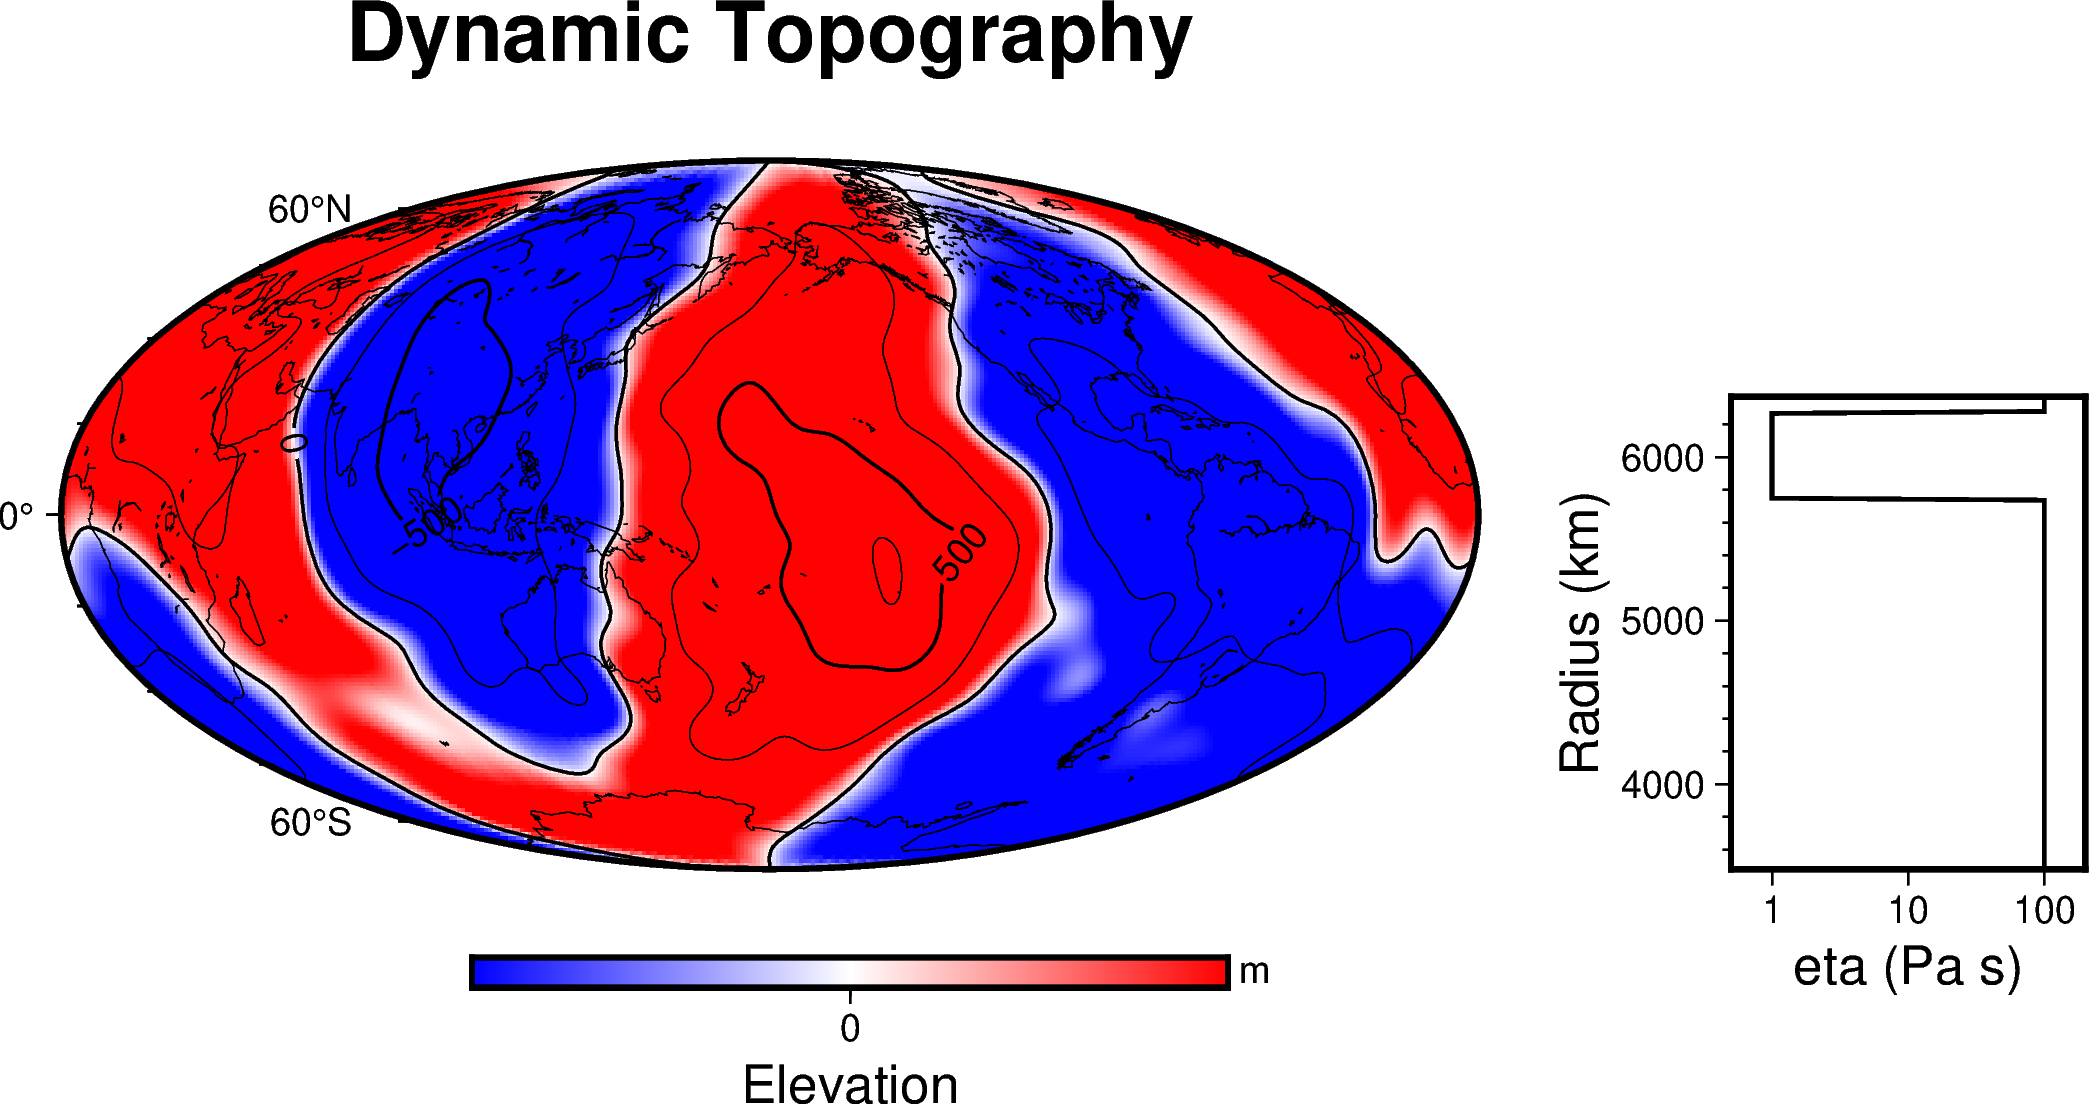 Dynamic Topography
60°N
0
0°
-500
500
60°S
m
0
Elevation
6000
5000
4000
Radius (km)
1 10 100
eta (Pa s)